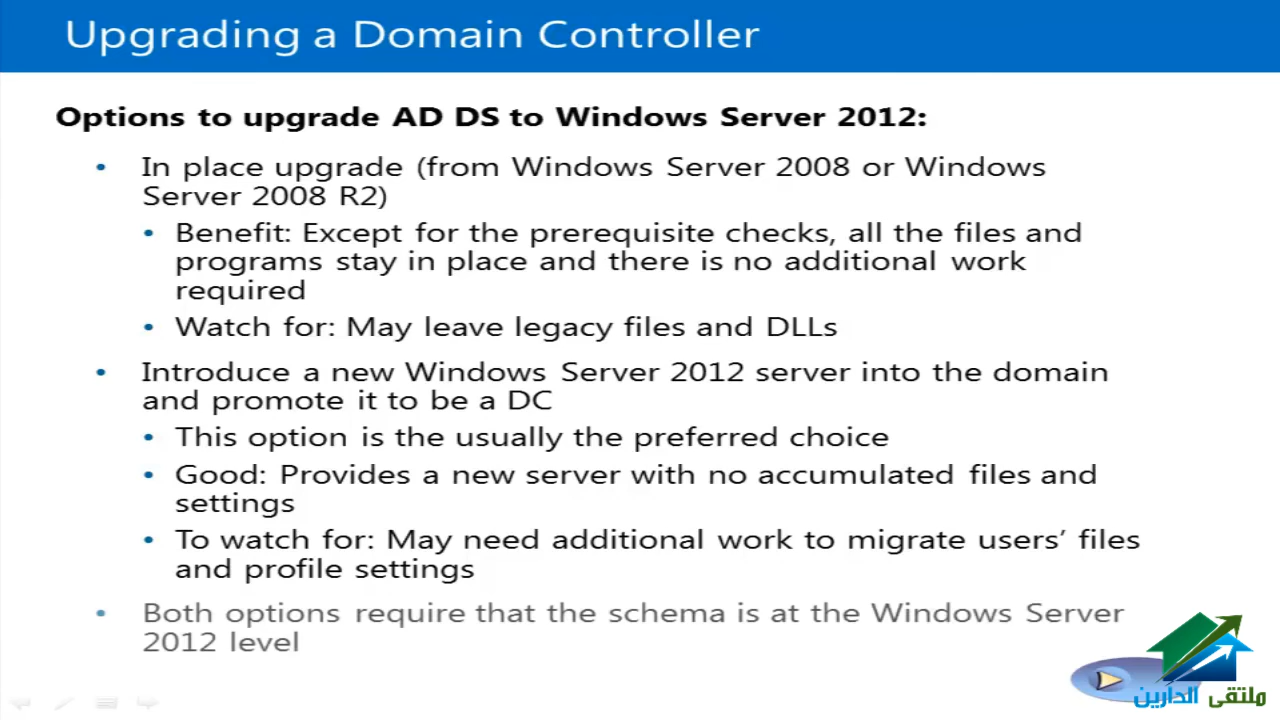 Upgrading a Domain Controller
Options to upgrade AD DS to Windows Server 2012:
• In place upgrade (from Windows Server 2008 or Windows
Server 2008 R2)
• Benefit: Except for the prerequisite checks, all the files and
programs stay in place and there is no additional work
required
• Watch for: May leave legacy files and DLLs
• Introduce a new Windows Server 2012 server into the domain
and promote it to be a DC
• This option is the usually the preferred choice
• Good: Provides a new server with no accumulated files and
settings
• To watch for: May need additional work to migrate users’ files
and profile settings
• Both options require that the schema is at the Windows Server
2012 level
ملتقى الدارين